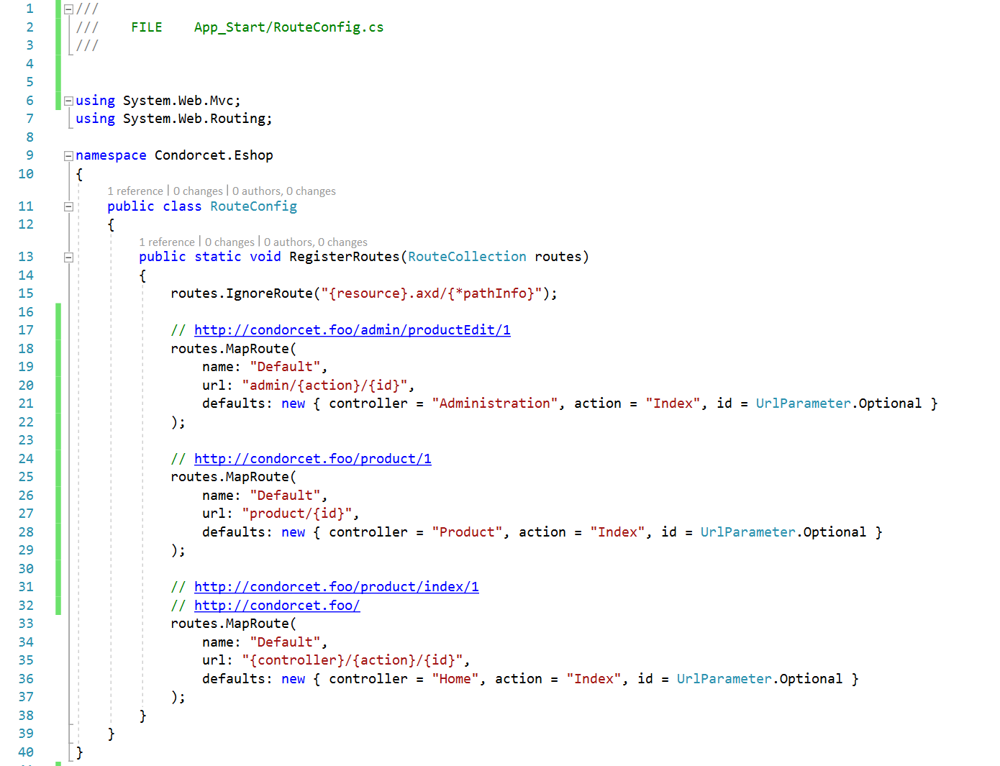 1 ///
2 ///    FILE    App_Start/RouteConfig.cs
3 ///
4
5
6 using System.Web.Mvc;
7 using System.Web.Routing;
8
9 namespace Condorcet.Eshop
10 {
1 reference | 0 changes | 0 authors, 0 changes
11     public class RouteConfig
12     {
1 reference | 0 changes | 0 authors, 0 changes
13         public static void RegisterRoutes(RouteCollection routes)
14         {
15             routes.IgnoreRoute("{resource}.axd/{*pathInfo}");
16
17             // http://condorcet.foo/admin/productEdit/1
18             routes.MapRoute(
19                 name: "Default",
20                 url: "admin/{action}/{id}",
21                 defaults: new { controller = "Administration", action = "Index", id = UrlParameter.Optional }
22             );
23
24             // http://condorcet.foo/product/1
25             routes.MapRoute(
26                 name: "Default",
27                 url: "product/{id}",
28                 defaults: new { controller = "Product", action = "Index", id = UrlParameter.Optional }
29             );
30
31             // http://condorcet.foo/product/index/1
32             // http://condorcet.foo/
33             routes.MapRoute(
34                 name: "Default",
35                 url: "{controller}/{action}/{id}",
36                 defaults: new { controller = "Home", action = "Index", id = UrlParameter.Optional }
37             );
38         }
39     }
40 }